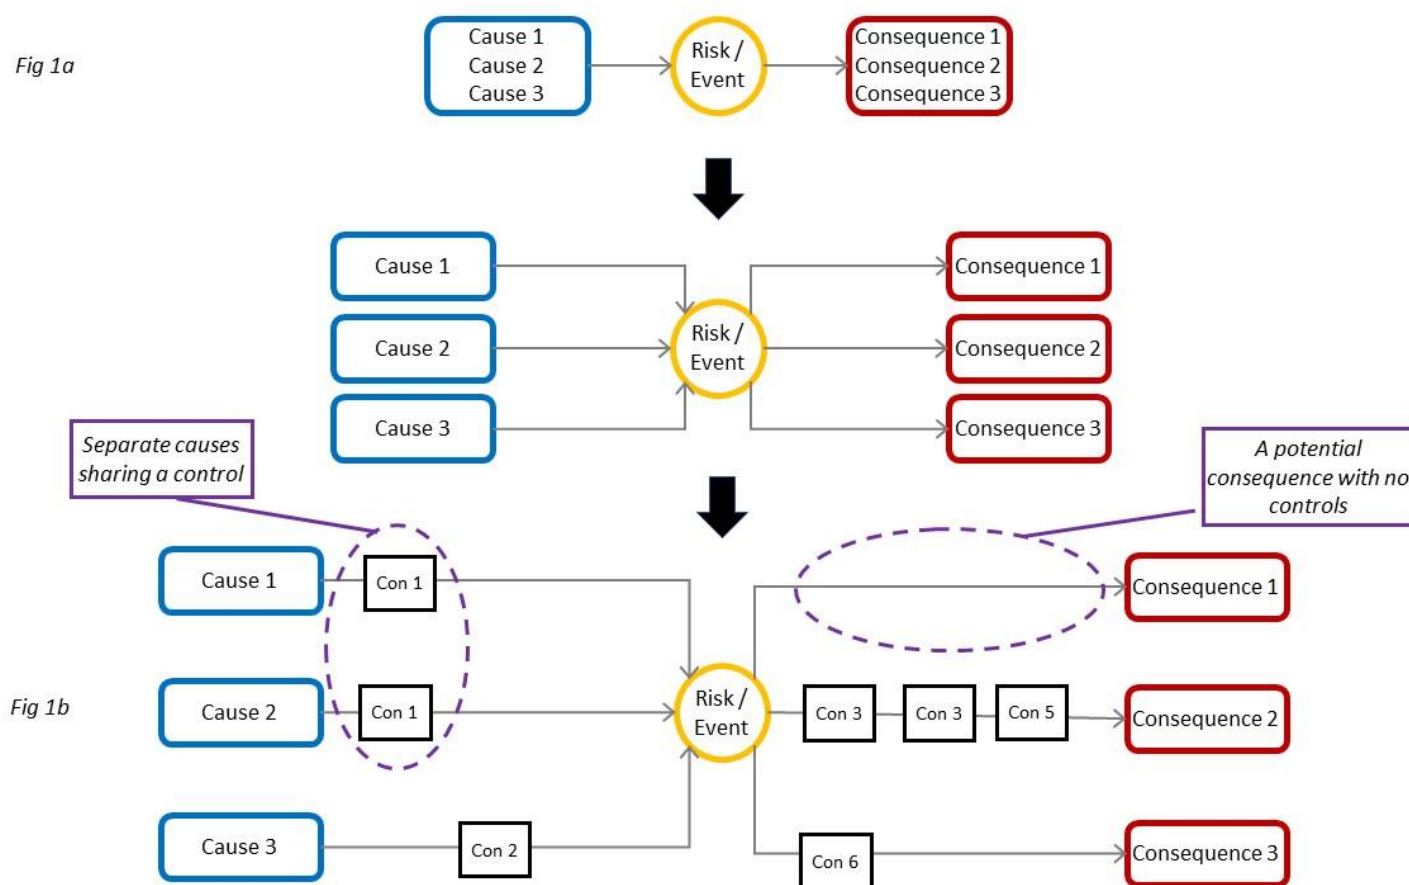 Fig 1a
Cause 1
Cause 2
Cause 3
Risk /
Event
Consequence 1
Consequence 2
Consequence 3
Cause 1
Cause 2
Cause 3
Risk /
Event
Consequence 1
Consequence 2
Consequence 3
Separate causes
sharing a control
A potential
consequence with no
controls
Fig 1b
Cause 1
Con 1
Consequence 1
Cause 2
Con 1
Risk /
Event
Con 3
Con 3
Con 5
Consequence 2
Cause 3
Con 2
Con 6
Consequence 3